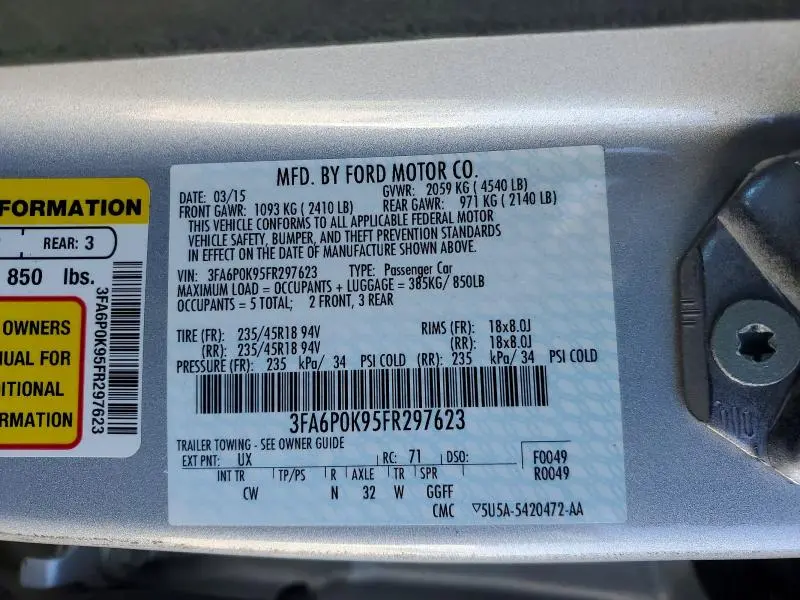 FORMATION
REAR: 3
850 lbs.
OWNERS
NUAL FOR
DITIONAL
ORMATION
3FA6P0K95FR297623
MFD. BY FORD MOTOR CO.
DATE: 03/15 GVWR: 2059 KG ( 4540 LB)
FRONT GAWR: 1093 KG ( 2410 LB) REAR GAWR: 971 KG ( 2140 LB)
THIS VEHICLE CONFORMS TO ALL APPLICABLE FEDERAL MOTOR
VEHICLE SAFETY, BUMPER, AND THEFT PREVENTION STANDARDS
IN EFFECT ON THE DATE OF MANUFACTURE SHOWN ABOVE.
VIN: 3FA6P0K95FR297623 TYPE: Passenger Car
MAXIMUM LOAD = OCCUPANTS + LUGGAGE = 385KG/ 850LB
OCCUPANTS = 5 TOTAL; 2 FRONT, 3 REAR
TIRE (FR): 235/45R18 94V RIMS (FR): 18x8.0J
(RR): 235/45R18 94V (RR): 18x8.0J
PRESSURE (FR): 235 kPa/ 34 PSI COLD (RR): 235 kPa/ 34 PSI COLD
3FA6P0K95FR297623
TRAILER TOWING - SEE OWNER GUIDE
EXT PNT: UX RC: 71 DSO: F0049
INT TR TP/PS R AXLE TR SPR R0049
CW N 32 W GGFF
CMC ▽5U5A-5420472-AA